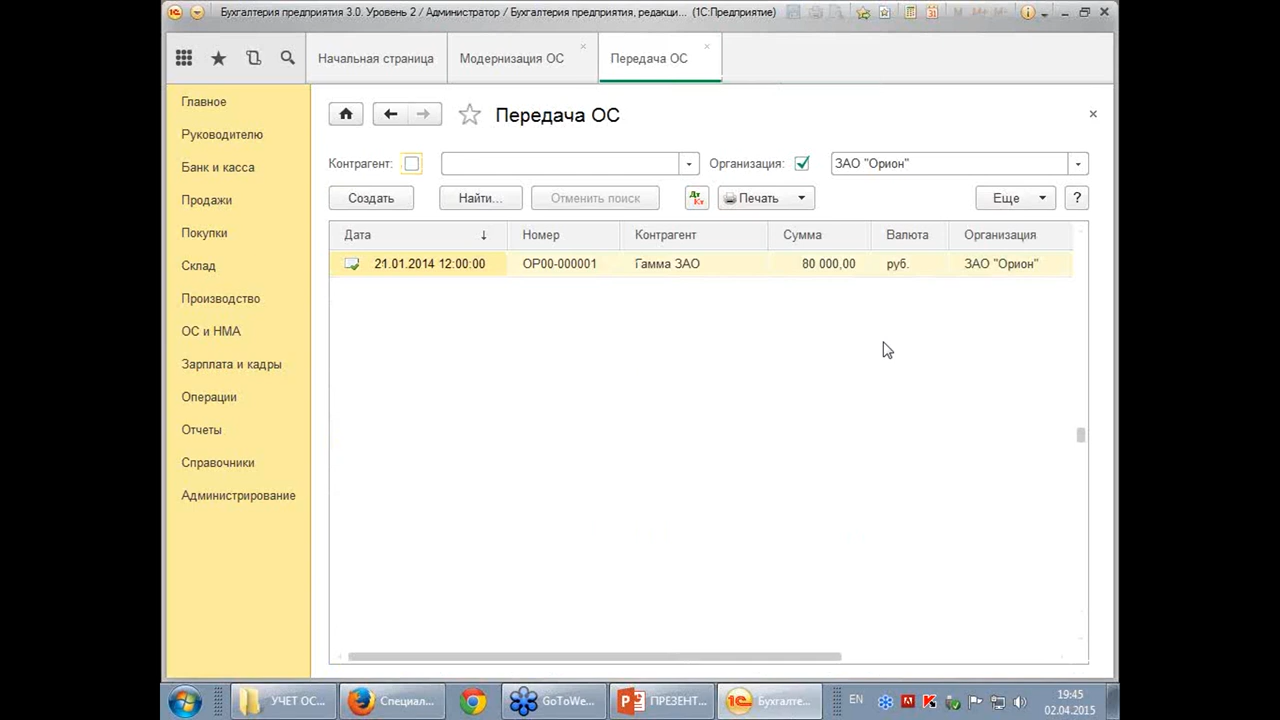 Бухгалтерия предприятия 3.0. Уровень 2 / Администратор / Бухгалтерия предприятия, редакци... (1С:Предприятие)
Начальная страница
Модернизация ОС
Передача ОС
Главное
Руководителю
Банк и касса
Продажи
Покупки
Склад
Производство
ОС и НМА
Зарплата и кадры
Операции
Отчеты
Справочники
Администрирование
Передача ОС
Контрагент:
Организация: ЗАО "Орион"
Создать Найти... Отменить поиск Дт Кт Печать Еще ?
Дата Номер Контрагент Сумма Валюта Организация
21.01.2014 12:00:00 ОР00-000001 Гамма ЗАО 80 000,00 руб. ЗАО "Орион"
УЧЕТ ОС... Специал... GoToWe... ПРЕЗЕНТ... Бухгалте... EN 19:45
02.04.2015